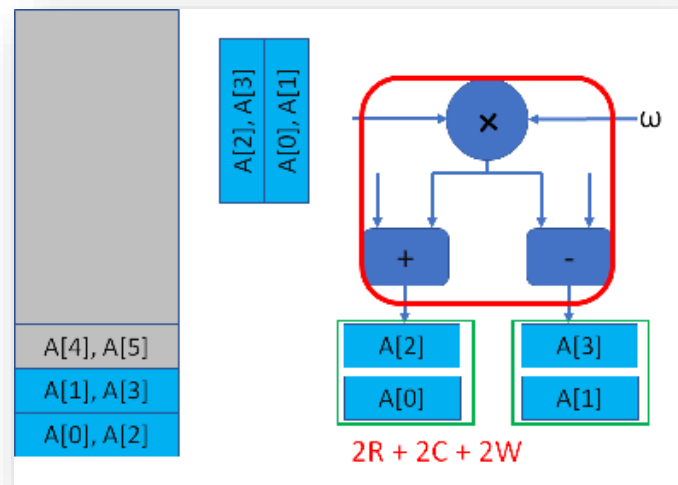 A[4], A[5]
A[1], A[3]
A[0], A[2]
A[2], A[3]
A[0], A[1]
×
ω
+
-
A[2]
A[0]
A[3]
A[1]
2R + 2C + 2W